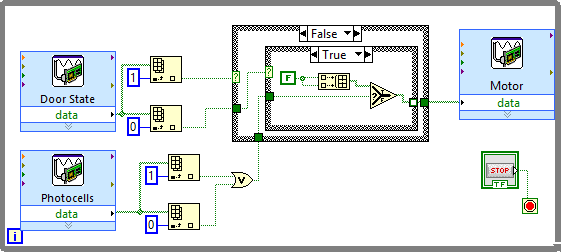 False
True
Door State
data
1
0
?
?
F
Motor
data
Photocells
data
1
0
V
STOP
TF
i